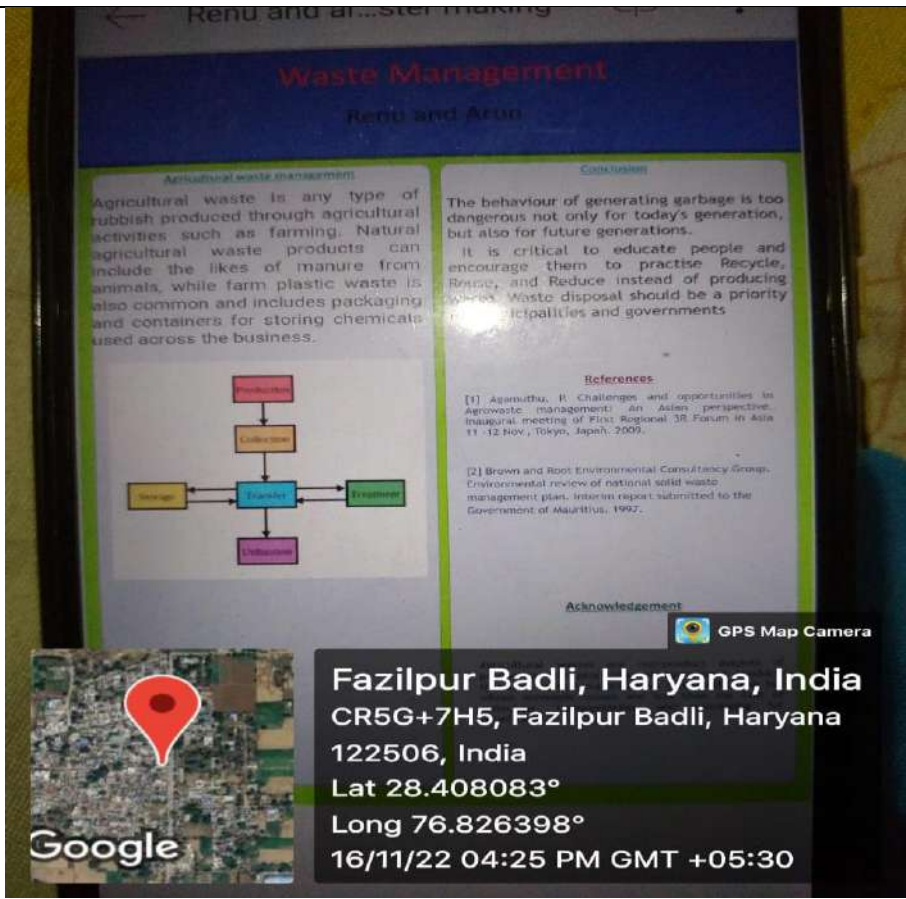 Renu and ar...ster making
Waste Management
Renu and Arun
Agricultural waste management
Agricultural waste is any type of
rubbish produced through agricultural
activities such as farming. Natural
agricultural waste products can
include the likes of manure from
animals, while farm plastic waste is
also common and includes packaging
and containers for storing chemicals
used across the business.
Production
Collection
Storage
Transfer
Treatment
Utilization
Conclusion
The behaviour of generating garbage is too
dangerous not only for today's generation,
but also for future generations.
It is critical to educate people and
encourage them to practise Recycle,
Reuse, and Reduce instead of producing
Waste disposal should be a priority
municipalities and governments
References
[1] Agamuthu, P. Challenges and opportunities in
Agrowaste management: An Asian perspective.
Inaugural meeting of First Regional 3R Forum in Asia
11 -12 Nov., Tokyo, Japan. 2009.
[2] Brown and Root Environmental Consultancy Group.
Environmental review of national solid waste
management plan. Interim report submitted to the
Government of Mauritius. 1997.
Acknowledgement
GPS Map Camera
Fazilpur Badli, Haryana, India
CR5G+7H5, Fazilpur Badli, Haryana
122506, India
Lat 28.408083°
Long 76.826398°
16/11/22 04:25 PM GMT +05:30
Google